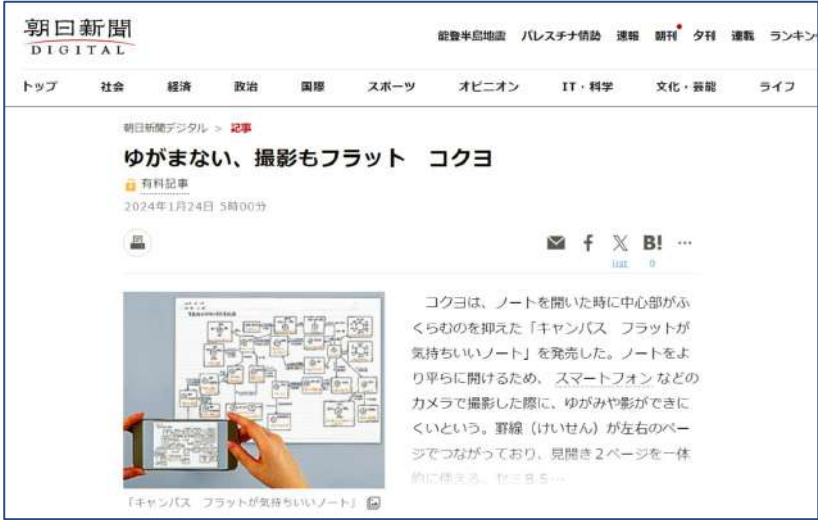 朝日新聞
DIGITAL
能登半島地震 パレスチナ情勢 速報 朝刊 夕刊 連載 ランキン
トップ 社会 経済 政治 国際 スポーツ オピニオン IT・科学 文化・芸能 ライフ
朝日新聞デジタル > 記事
ゆがまない、撮影もフラット コクヨ
有料記事
2024年1月24日 5時00分
list 0
B! …
コクヨは、ノートを開いた時に中心部がふ
くらむのを抑えた「キャンパス フラットが
気持ちいいノート」を発売した。ノートをよ
り平らに開けるため、 スマートフォン などの
カメラで撮影した際に、ゆがみや影ができに
くいという。罫線(けいせん)が左右のペー
ジでつながっており、見開き2ページを一体
的に使える。セミB5…
「キャンパス フラットが気持ちいいノート」